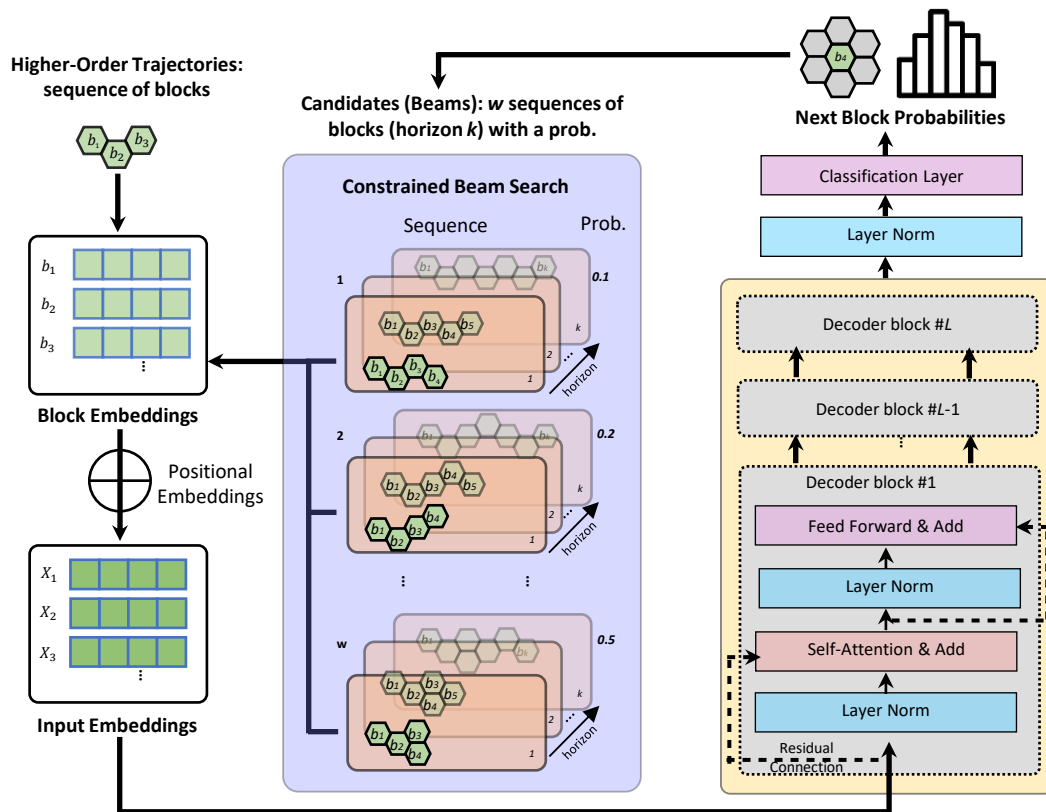 Higher-Order Trajectories:
sequence of blocks
b1
b2
b3
b1
b2
b3
⋮
Block Embeddings
Positional
Embeddings
X1
X2
X3
⋮
Input Embeddings
Candidates (Beams): w sequences of
blocks (horizon k) with a prob.
Constrained Beam Search
Sequence
Prob.
1
b1
bk
0.1
b1
b2
b3
b4
b5
k
b1
b2
b3
b4
1
2
...
horizon
2
b1
bk
0.2
b1
b2
b3
b4
b5
k
b1
b2
b3
b4
1
2
...
horizon
⋮
⋮
w
b1
bk
0.5
b1
b2
b3
b4
b5
k
b1
b2
b3
b4
1
2
...
horizon
b4
Next Block Probabilities
Classification Layer
Layer Norm
Decoder block #L
Decoder block #L-1
⋮
Decoder block #1
Feed Forward & Add
Layer Norm
Self-Attention & Add
Layer Norm
Residual
Connection